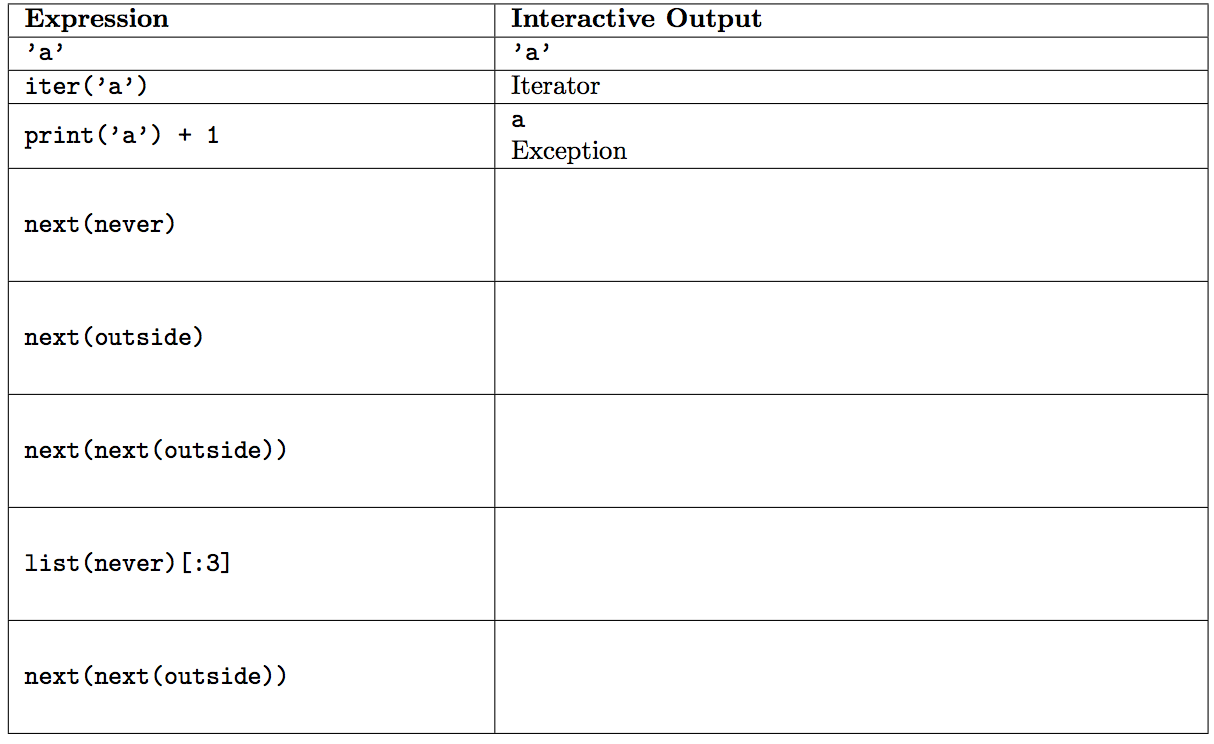 Expression Interactive Output
’a’ ’a’
iter(’a’) Iterator
print(’a’) + 1 a
Exception
next(never)
next(outside)
next(next(outside))
list(never)[:3]
next(next(outside))